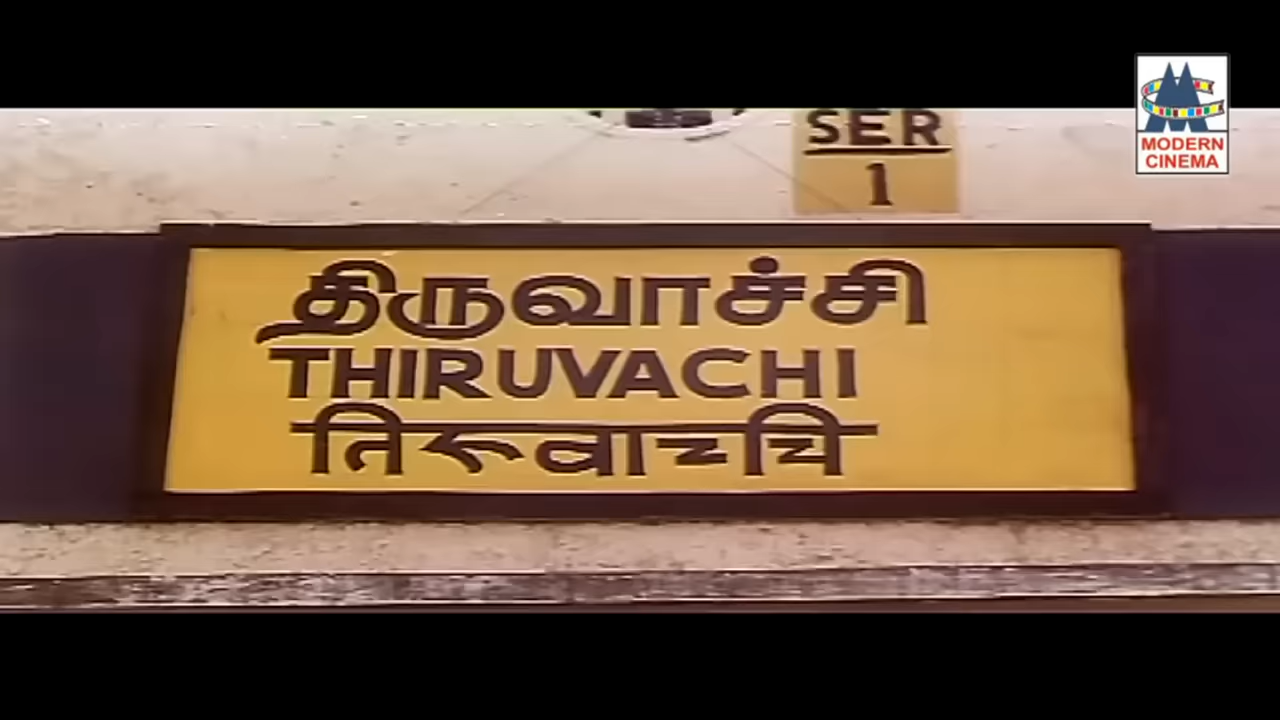 SER
1
திருவாச்சி
THIRUVACHI
तिरूवाच्यि
MODERN
CINEMA